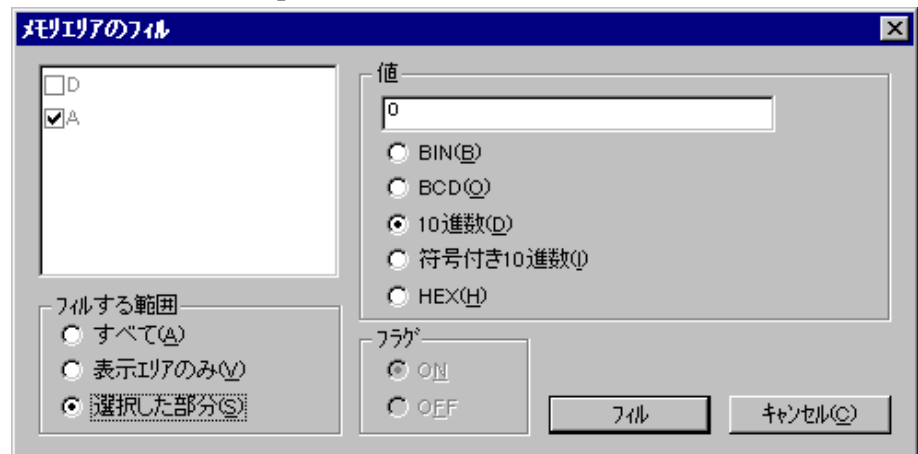 ﾒﾓﾘｴﾘｱのﾌｨﾙ
D
A
値
0
BIN(B)
BCD(O)
10進数(D)
符号付き10進数(I)
HEX(H)
ﾌｨﾙする範囲
すべて(A)
表示ｴﾘｱのみ(V)
選択した部分(S)
ﾌﾗｸﾞ
ON
OFF
ﾌｨﾙ
ｷｬﾝｾﾙ(C)